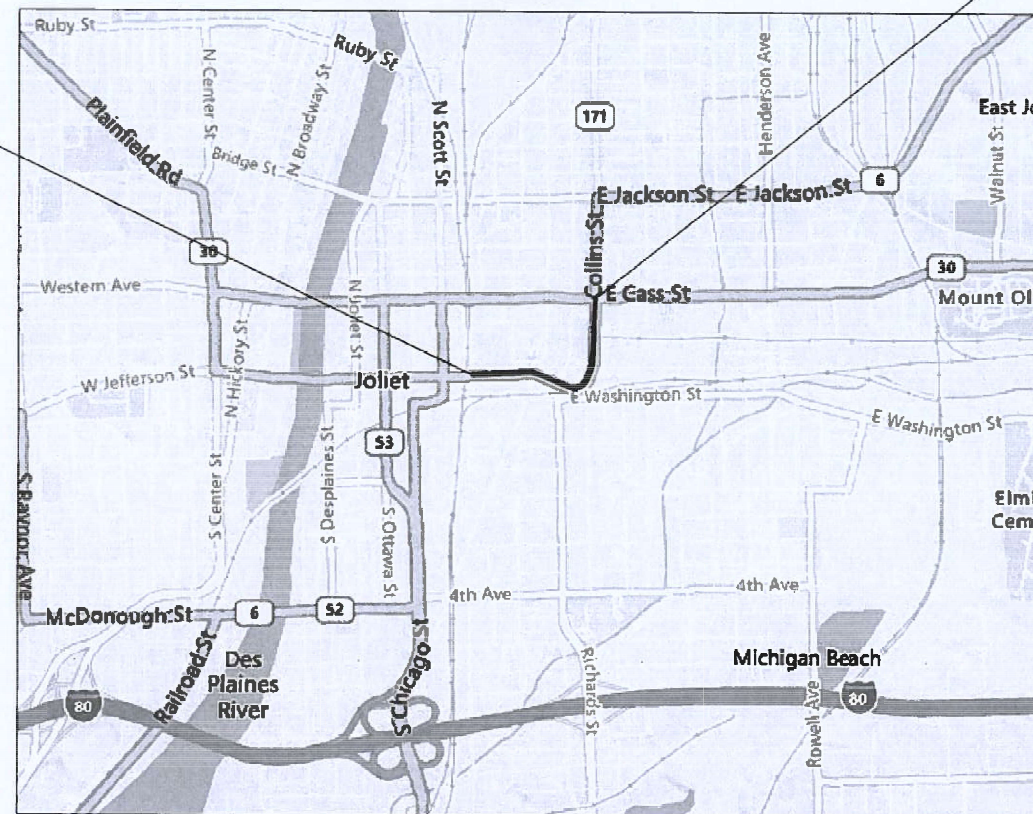 Ruby St
Ruby St
N Center St
N Broadway St
N Scott St
171
Henderson Ave
East Jo
Plainfield Rd
Bridge St
Walnut St
6
E Jackson St
E Jackson St
Collins St
30
30
Western Ave
E Cass St
Mount Ol
N Joliet St
N Hickory St
W Jefferson St
Joliet
E Washington St
E Washington St
53
S Raynor Ave
S Center St
S Desplaines St
S Ottawa St
Elm
Cem
4th Ave
4th Ave
McDonough St
6
52
Railroad St
Des
Plaines
River
S Chicago St
Richards St
Michigan Beach
Rowell Ave
80
80